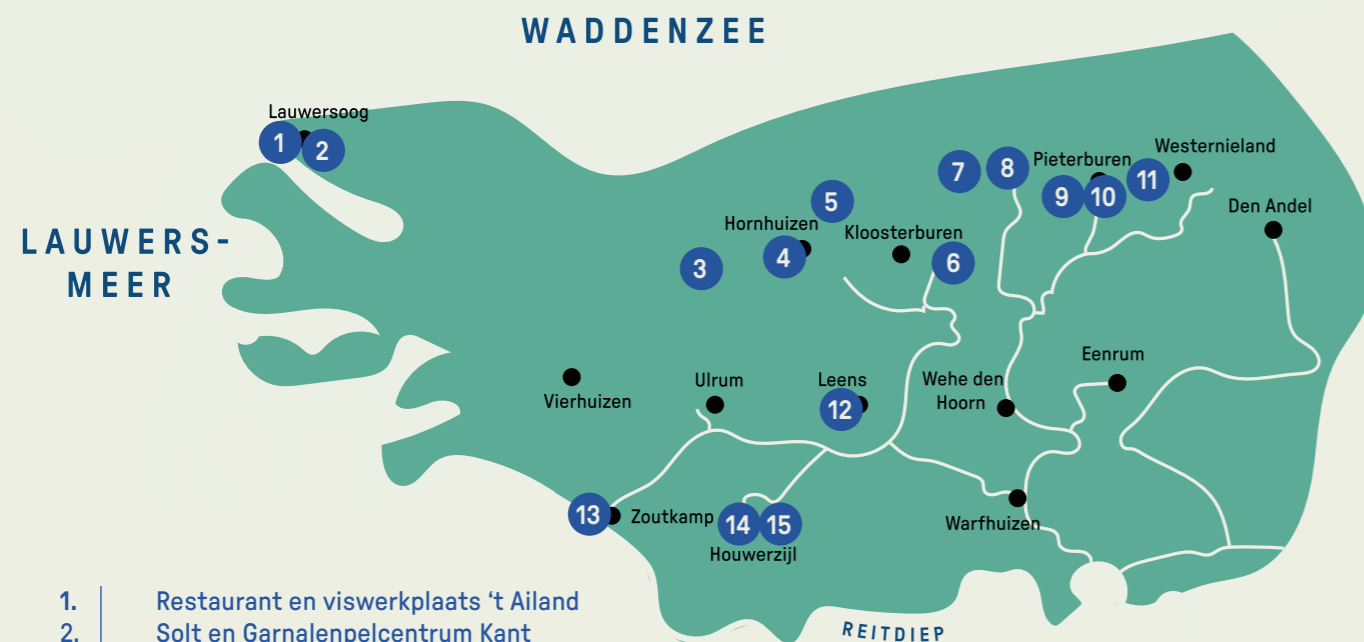 WADDENZEE
Lauwersoog
1 2
LAUWERS-
MEER
Westernieland
Pieterburen
7 8
9 10 11
Den Andel
5
Hornhuizen
Kloosterburen
4
3
6
Eenrum
Vierhuizen
Ulrum
Leens
12
Wehe den
Hoorn
13
Zoutkamp
14 15
Houwerzijl
Warfhuizen
1. Restaurant en viswerkplaats ‘t Ailand
2. Solt en Garnalenpelcentrum Kant
REITDIEP